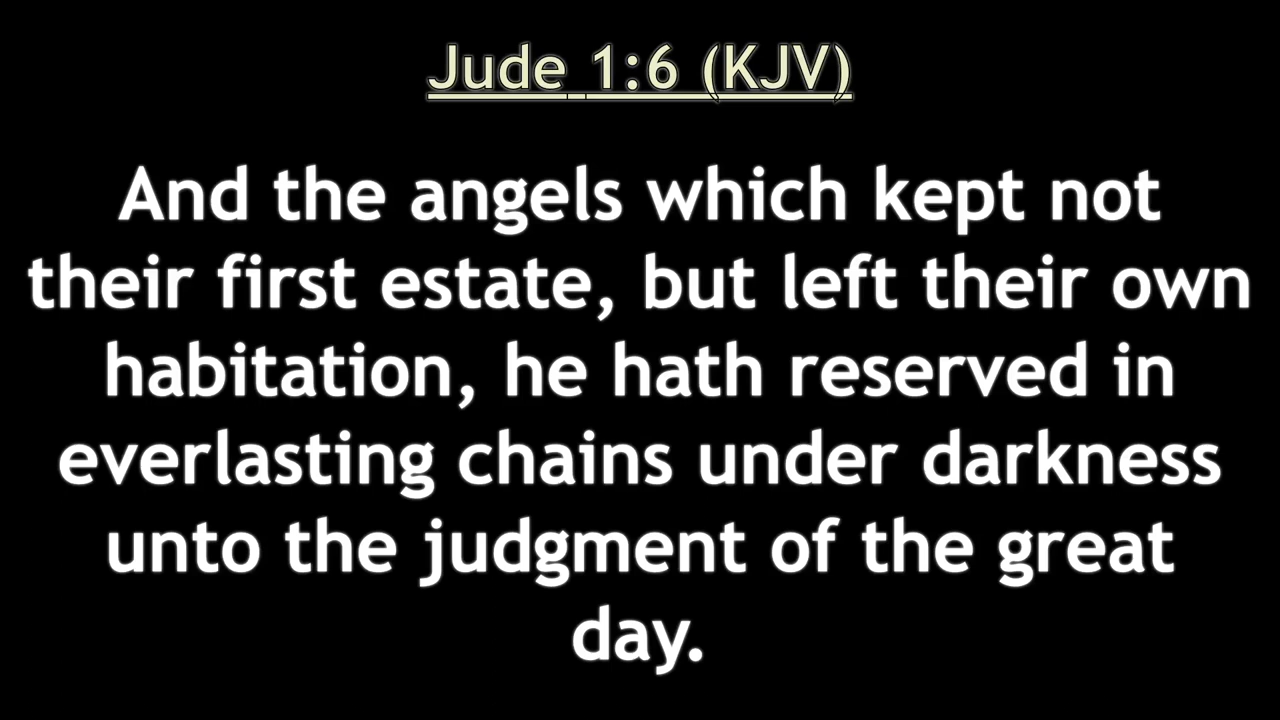 Jude 1:6 (KJV)
And the angels which kept not
their first estate, but left their own
habitation, he hath reserved in
everlasting chains under darkness
unto the judgment of the great
day.